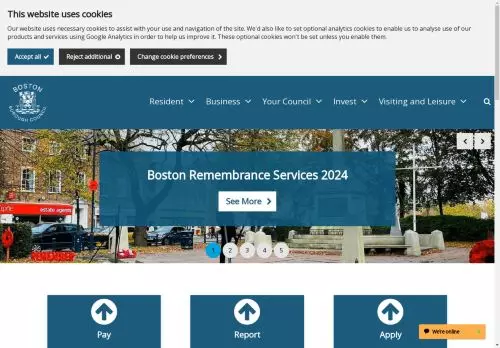 This website uses cookies
Our website uses necessary cookies to assist with your use and navigation of the site. We'd also like to set optional analytics cookies to enable us to analyse use of our
products and services using Google Analytics in order to help us improve it. These optional cookies won't be set unless you enable them.
Accept all
Reject additional
Change cookie preferences
BOSTON
BOROUGH COUNCIL
Resident
Business
Your Council
Invest
Visiting and Leisure
Boston Remembrance Services 2024
See More
estate agents
REMEMBER
1 2 3 4 5
Pay
Report
Apply
We're online